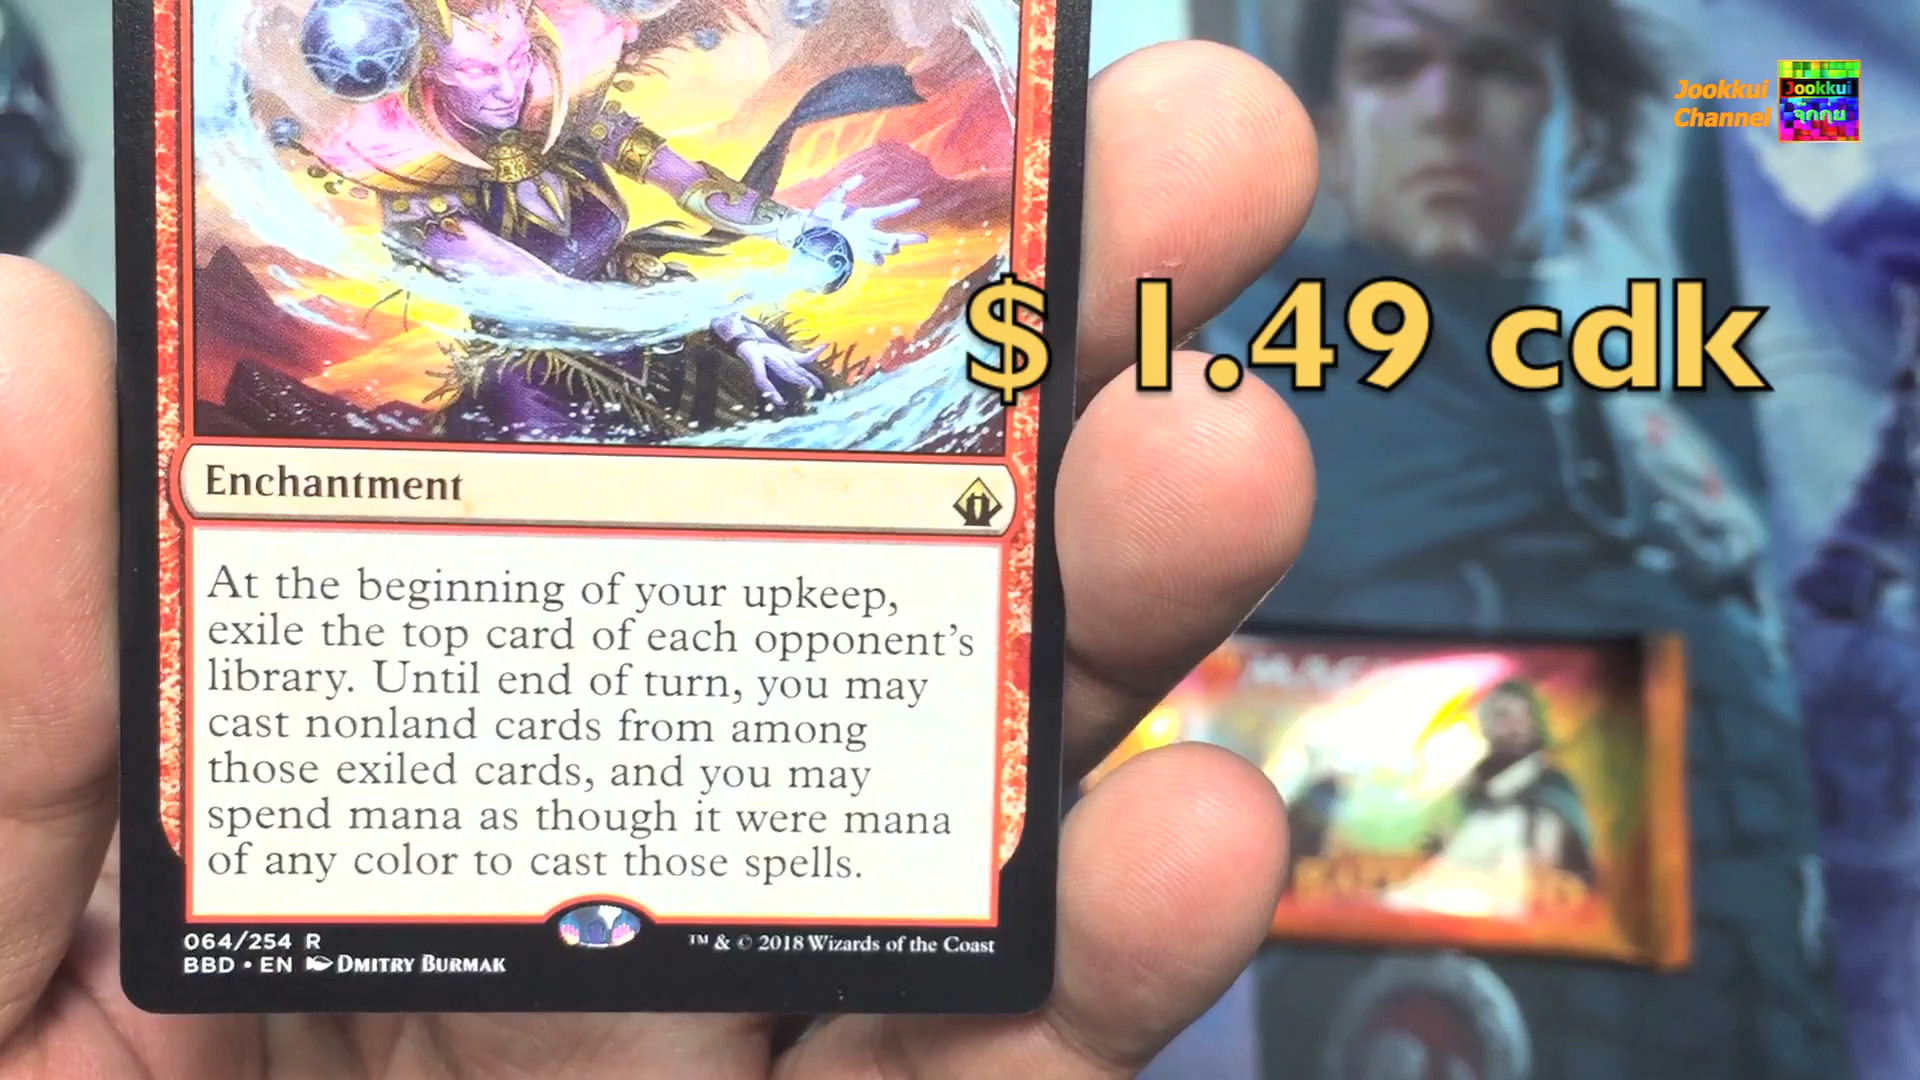 Jookkui
Channel
Jookkui
จุ๊กกุย
$ 1.49 cdk
Enchantment
At the beginning of your upkeep,
exile the top card of each opponent's
library. Until end of turn, you may
cast nonland cards from among
those exiled cards, and you may
spend mana as though it were mana
of any color to cast those spells.
064/254 R
BBD • EN DMITRY BURMAK
™ & © 2018 Wizards of the Coast